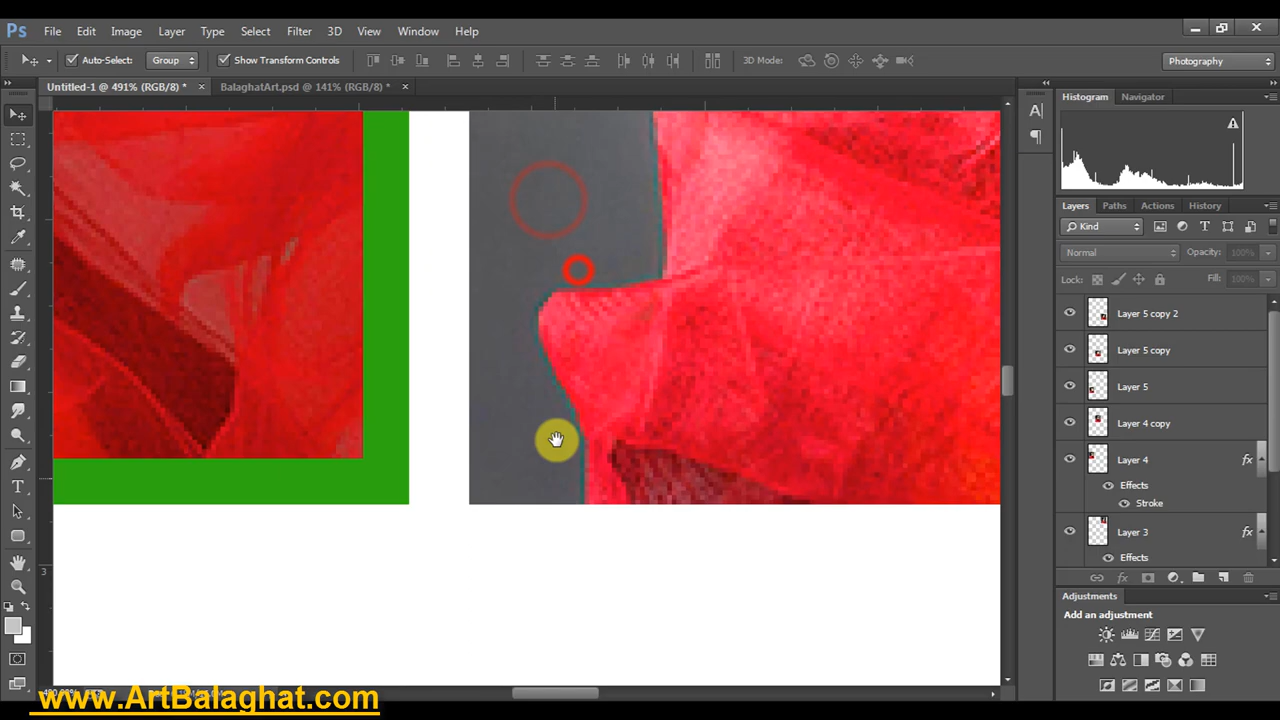 Ps File Edit Image Layer Type Select Filter 3D View Window Help
Auto-Select: Group Show Transform Controls 3D Mode: Photography
Untitled-1 @ 491% (RGB/8) * × BalaghatArt.psd @ 141% (RGB/8) * ×
Histogram Navigator
Layers Paths Actions History
Kind
Normal Opacity: 100%
Lock: Fill: 100%
Layer 5 copy 2
Layer 5 copy
Layer 5
Layer 4 copy
Layer 4 fx
Effects
Stroke
Layer 3 fx
Effects
3
Adjustments
Add an adjustment
www.ArtBalaghat.com